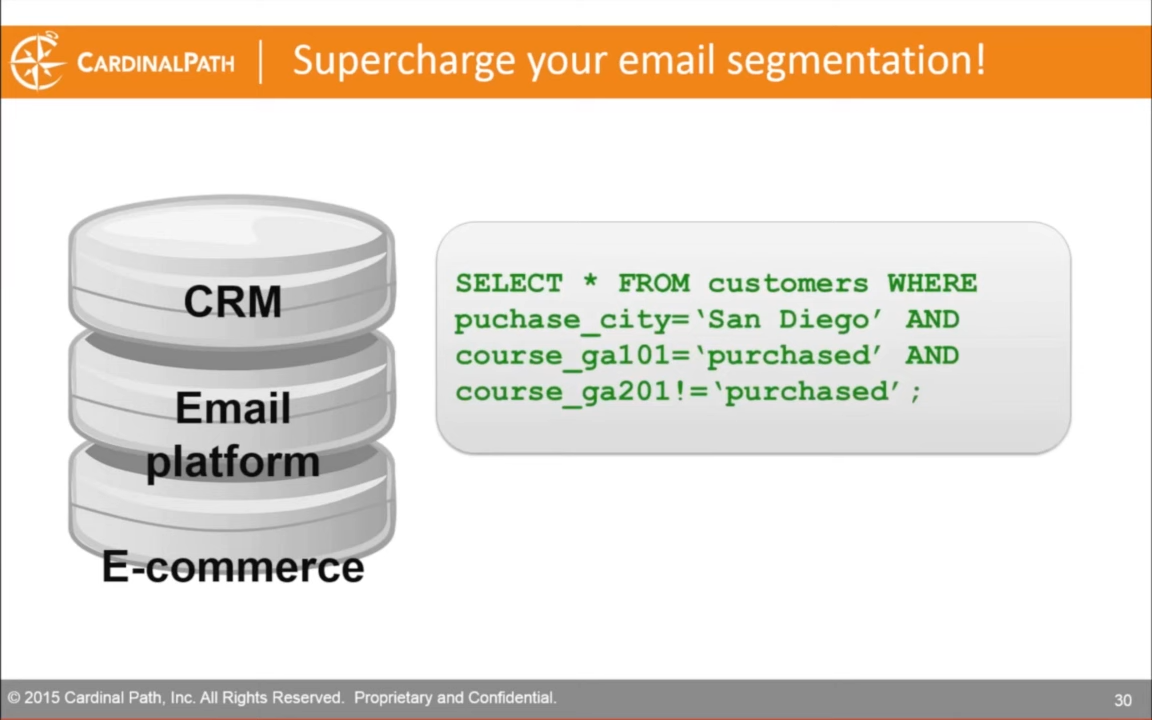 CARDINALPATH
Supercharge your email segmentation!
CRM
Email
platform
E-commerce
SELECT * FROM customers WHERE
puchase_city=‘San Diego’ AND
course_ga101=‘purchased’ AND
course_ga201!=‘purchased’;
© 2015 Cardinal Path, Inc. All Rights Reserved. Proprietary and Confidential.
30